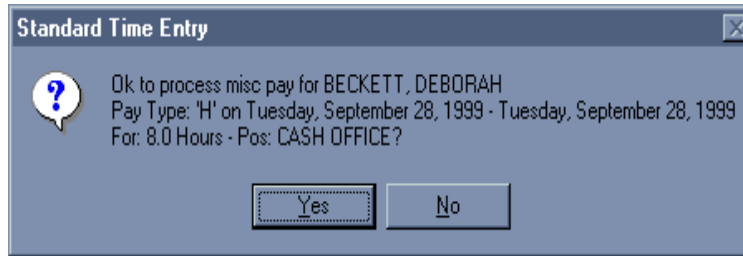 Standard Time Entry
Ok to process misc pay for BECKETT, DEBORAH
Pay Type: 'H' on Tuesday, September 28, 1999 - Tuesday, September 28, 1999
For: 8.0 Hours - Pos: CASH OFFICE?
Yes No